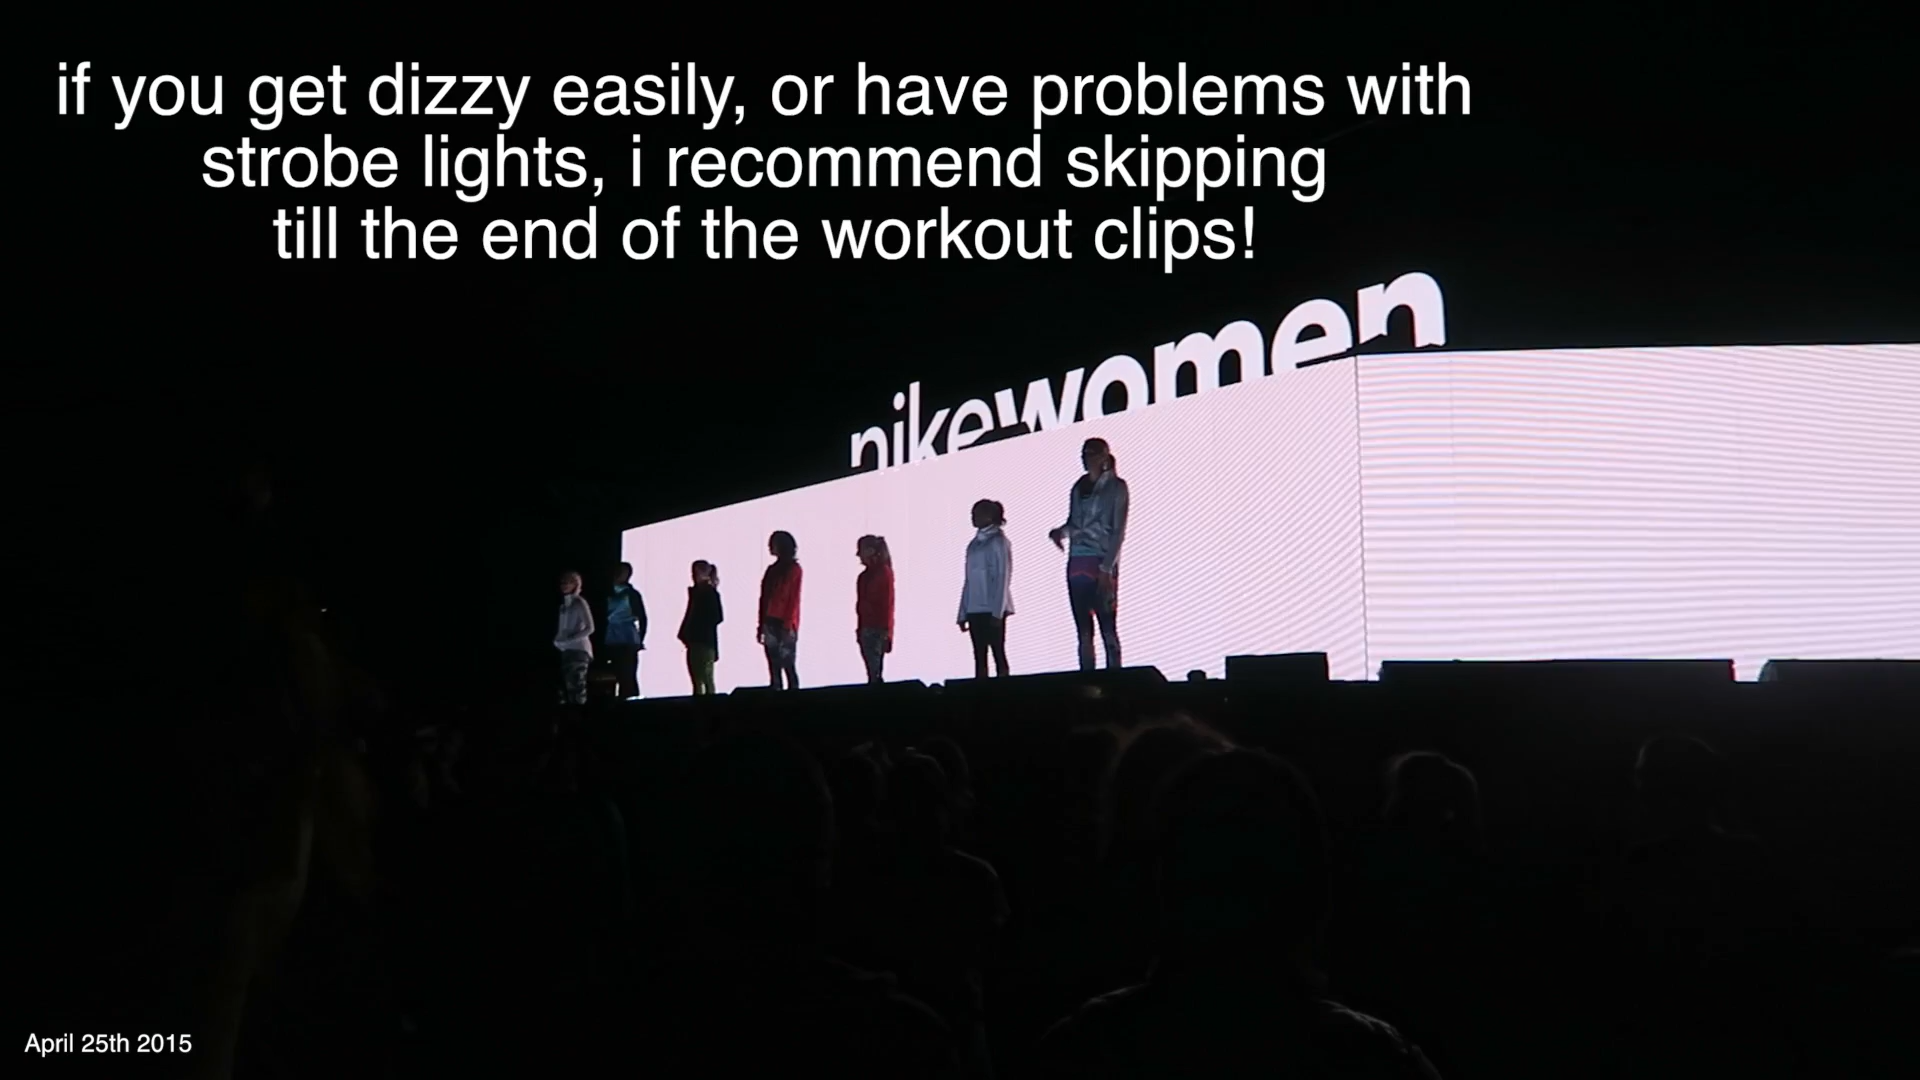 if you get dizzy easily, or have problems with
strobe lights, i recommend skipping
till the end of the workout clips!
nikewomen
April 25th 2015